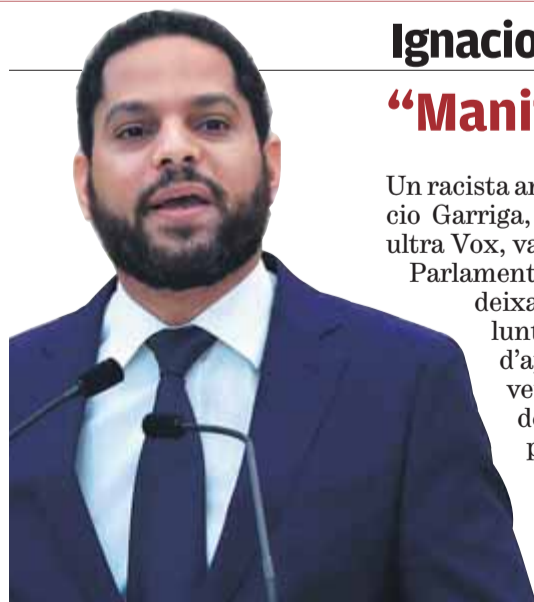 Ignacio
“Mani
Un racista
cio Garriga,
ultra Vox, va
Parlament
deixa
lunt
d’a
ve
de
p